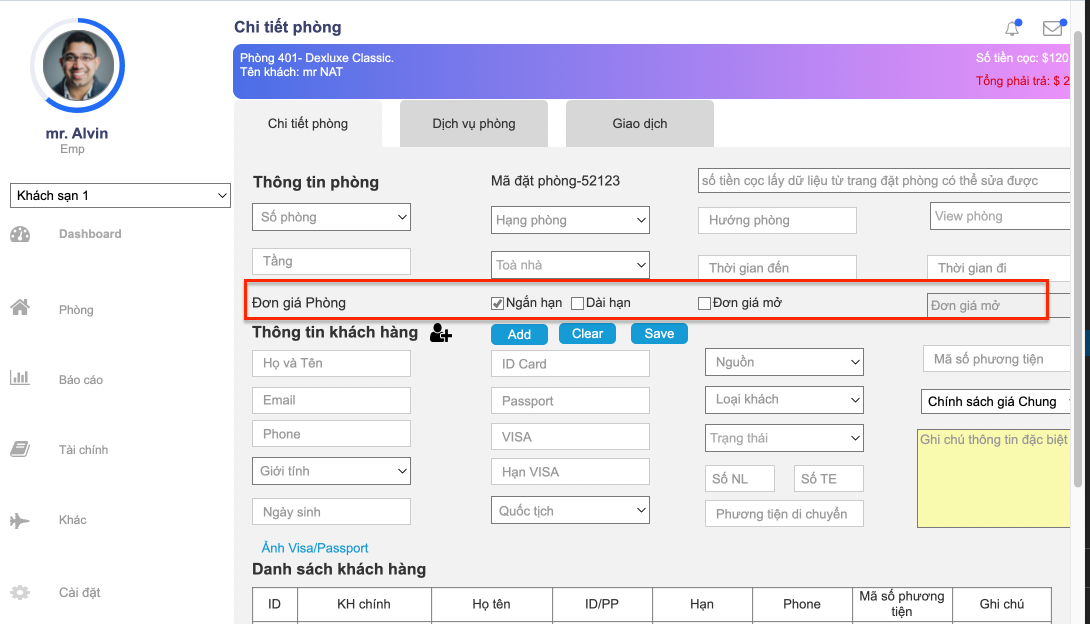 Chi tiết phòng
Phòng 401- Dexluxe Classic.
Số tiền cọc: $120
Tên khách: mr NAT
Tổng phải trả: $ 2
mr. Alvin
Emp
Khách sạn 1
Dashboard
Phòng
Báo cáo
Tài chính
Khác
Cài đặt
Chi tiết phòng
Dịch vụ phòng
Giao dịch
Thông tin phòng
Mã đặt phòng-52123
số tiền cọc lấy dữ liệu từ trang đặt phòng có thể sửa được
Số phòng
Hạng phòng
Hướng phòng
View phòng
Tầng
Toà nhà
Thời gian đến
Thời gian đi
Đơn giá Phòng
Ngắn hạn
Dài hạn
Đơn giá mở
Đơn giá mở
Thông tin khách hàng
Add
Clear
Save
Họ và Tên
ID Card
Nguồn
Mã số phương tiện
Email
Passport
Loại khách
Chính sách giá Chung
Phone
VISA
Trạng thái
Ghi chú thông tin đặc biệt
Giới tính
Hạn VISA
Số NL
Số TE
Ngày sinh
Quốc tịch
Phương tiện di chuyển
Ảnh Visa/Passport
Danh sách khách hàng
ID
KH chính
Họ tên
ID/PP
Hạn
Phone
Mã số phương
tiện
Ghi chú